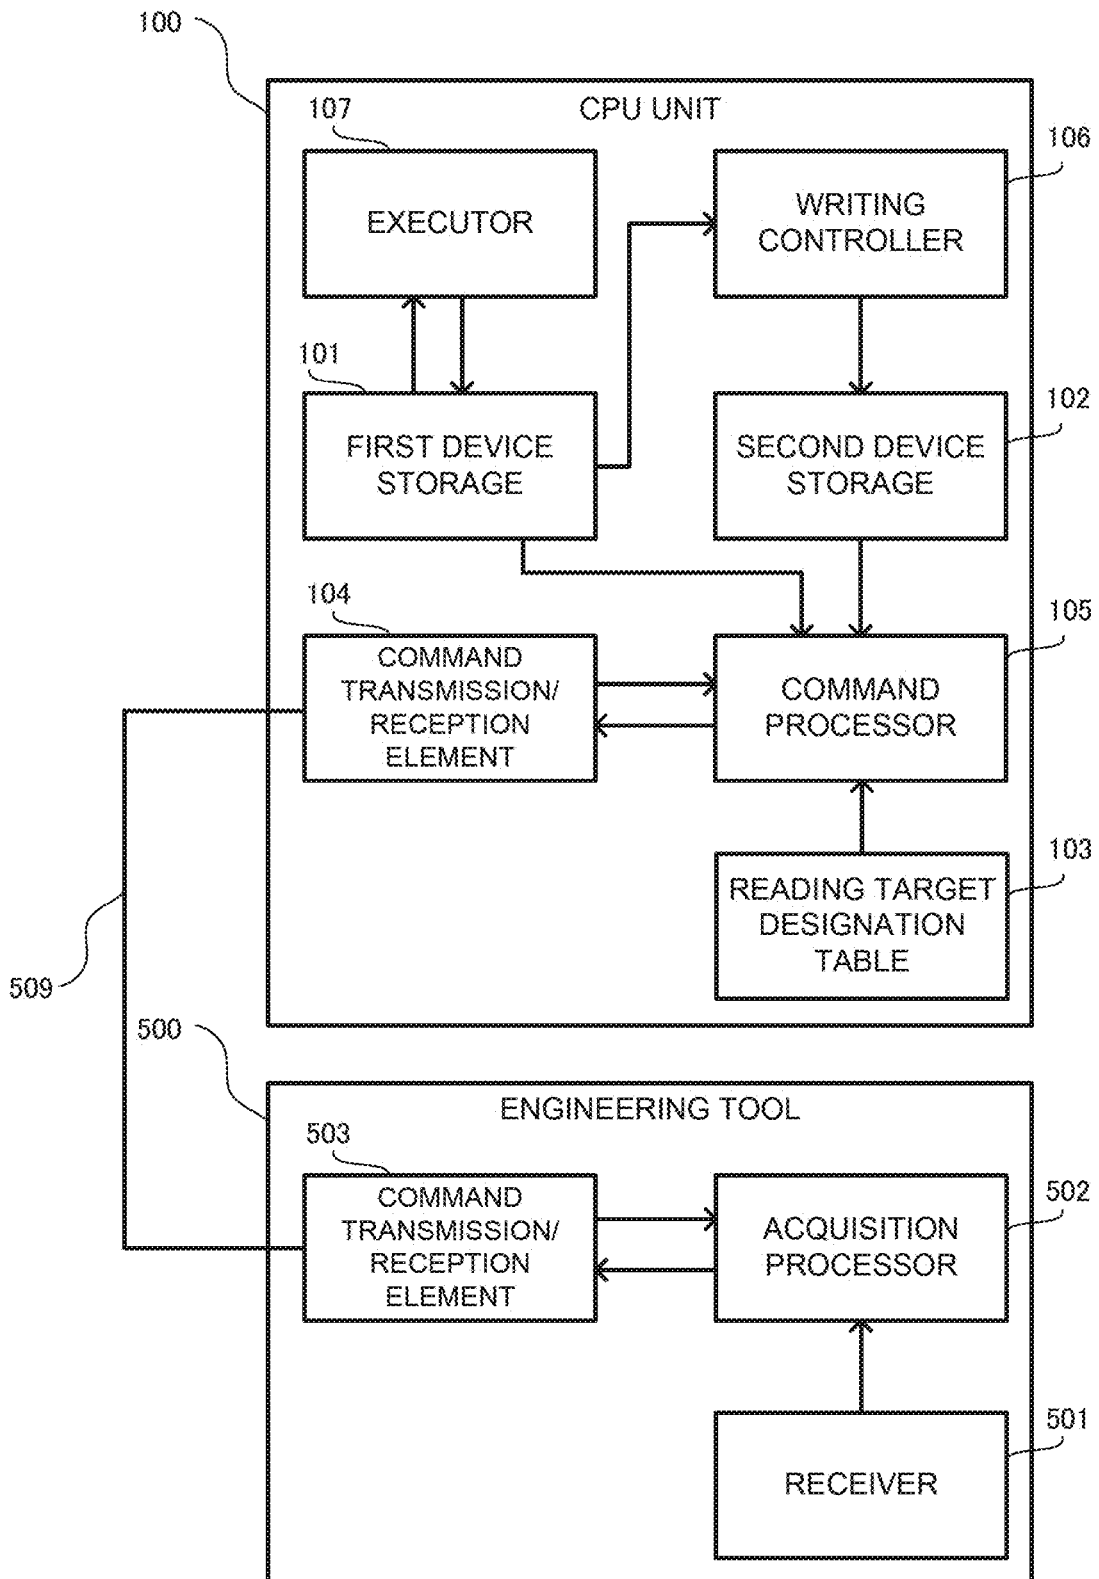 100
CPU UNIT
107
106
EXECUTOR
WRITING
CONTROLLER
101
102
FIRST DEVICE
STORAGE
SECOND DEVICE
STORAGE
104
105
COMMAND
TRANSMISSION/
RECEPTION
ELEMENT
COMMAND
PROCESSOR
103
READING TARGET
DESIGNATION
TABLE
509
500
ENGINEERING TOOL
503
502
COMMAND
TRANSMISSION/
RECEPTION
ELEMENT
ACQUISITION
PROCESSOR
501
RECEIVER